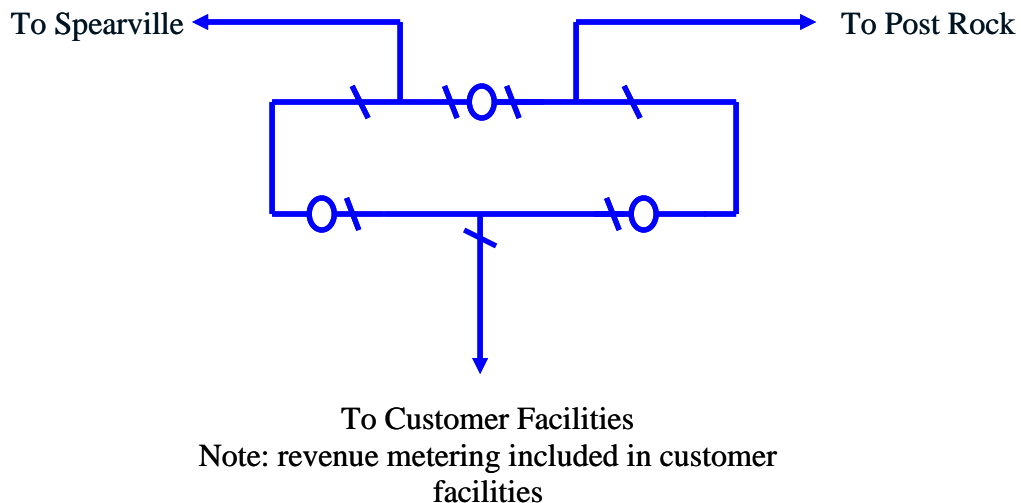 To Spearville
To Post Rock
To Customer Facilities
Note: revenue metering included in customer
facilities